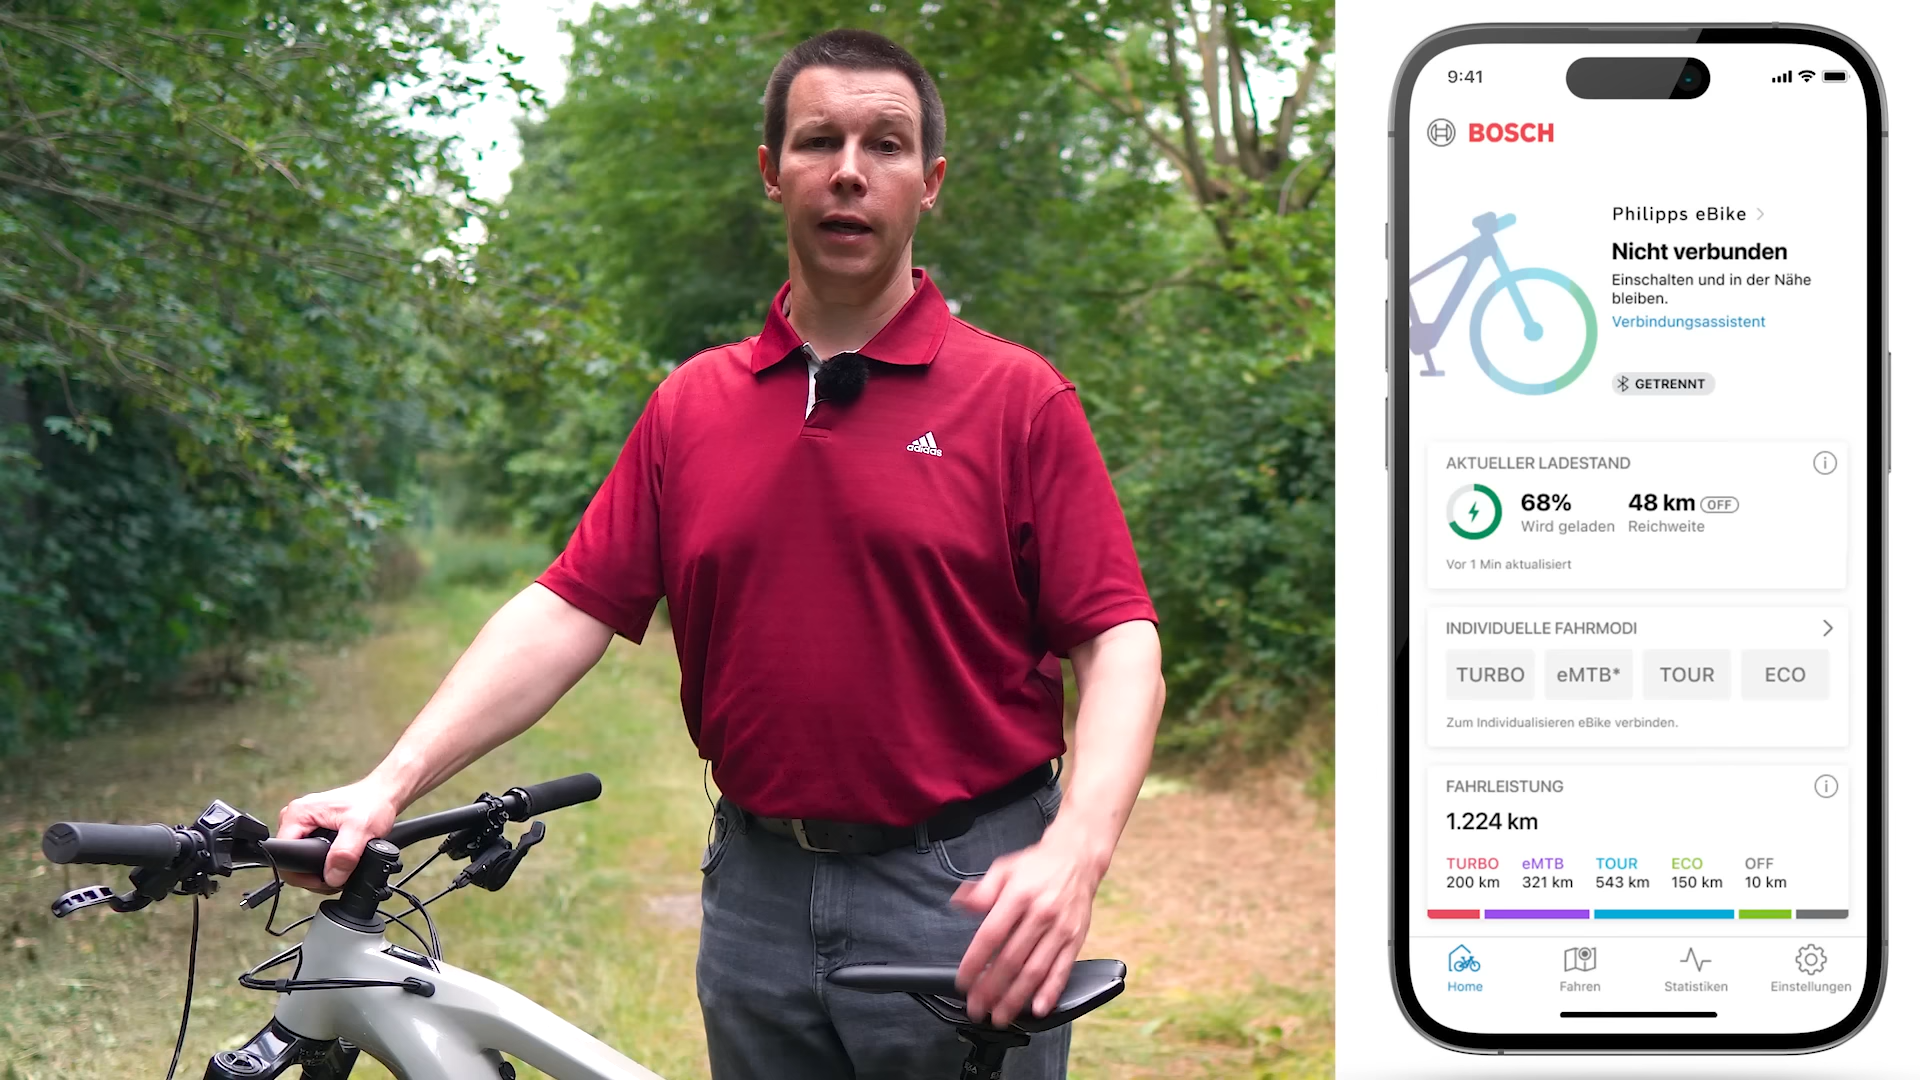 adidas
9:41
BOSCH
Philipps eBike
Nicht verbunden
Einschalten und in der Nähe
bleiben.
Verbindungsassistent
GETRENNT
AKTUELLER LADESTAND
68% 48 km OFF
Wird geladen Reichweite
Vor 1 Min aktualisiert
INDIVIDUELLE FAHRMODI
TURBO eMTB* TOUR ECO
Zum Individualisieren eBike verbinden.
FAHRLEISTUNG
1.224 km
TURBO eMTB TOUR ECO OFF
200 km 321 km 543 km 150 km 10 km
Home Fahren Statistiken Einstellungen